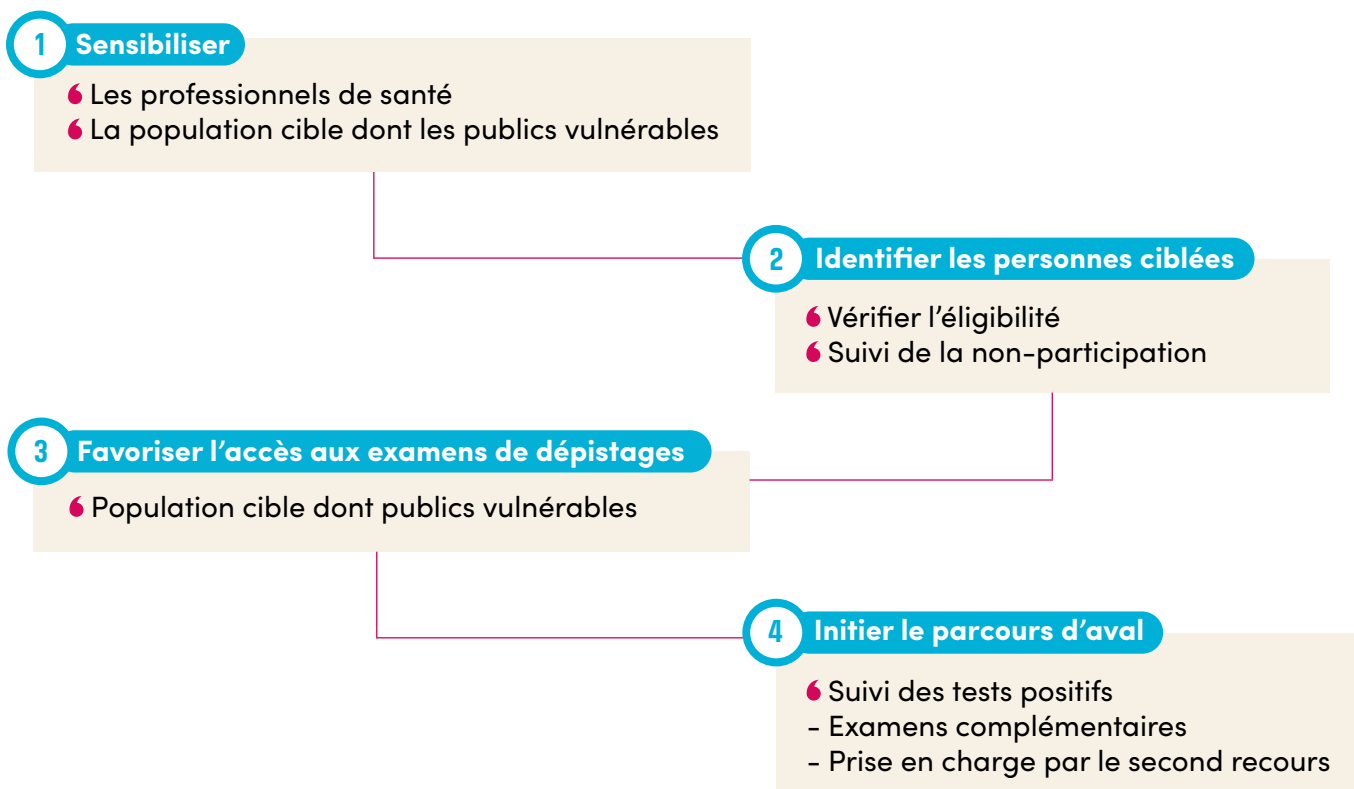 1 Sensibiliser
Les professionnels de santé
La population cible dont les publics vulnérables
2 Identifier les personnes ciblées
Vérifier l'éligibilité
Suivi de la non-participation
3 Favoriser l'accès aux examens de dépistages
Population cible dont publics vulnérables
4 Initier le parcours d'aval
Suivi des tests positifs
- Examens complémentaires
- Prise en charge par le second recours